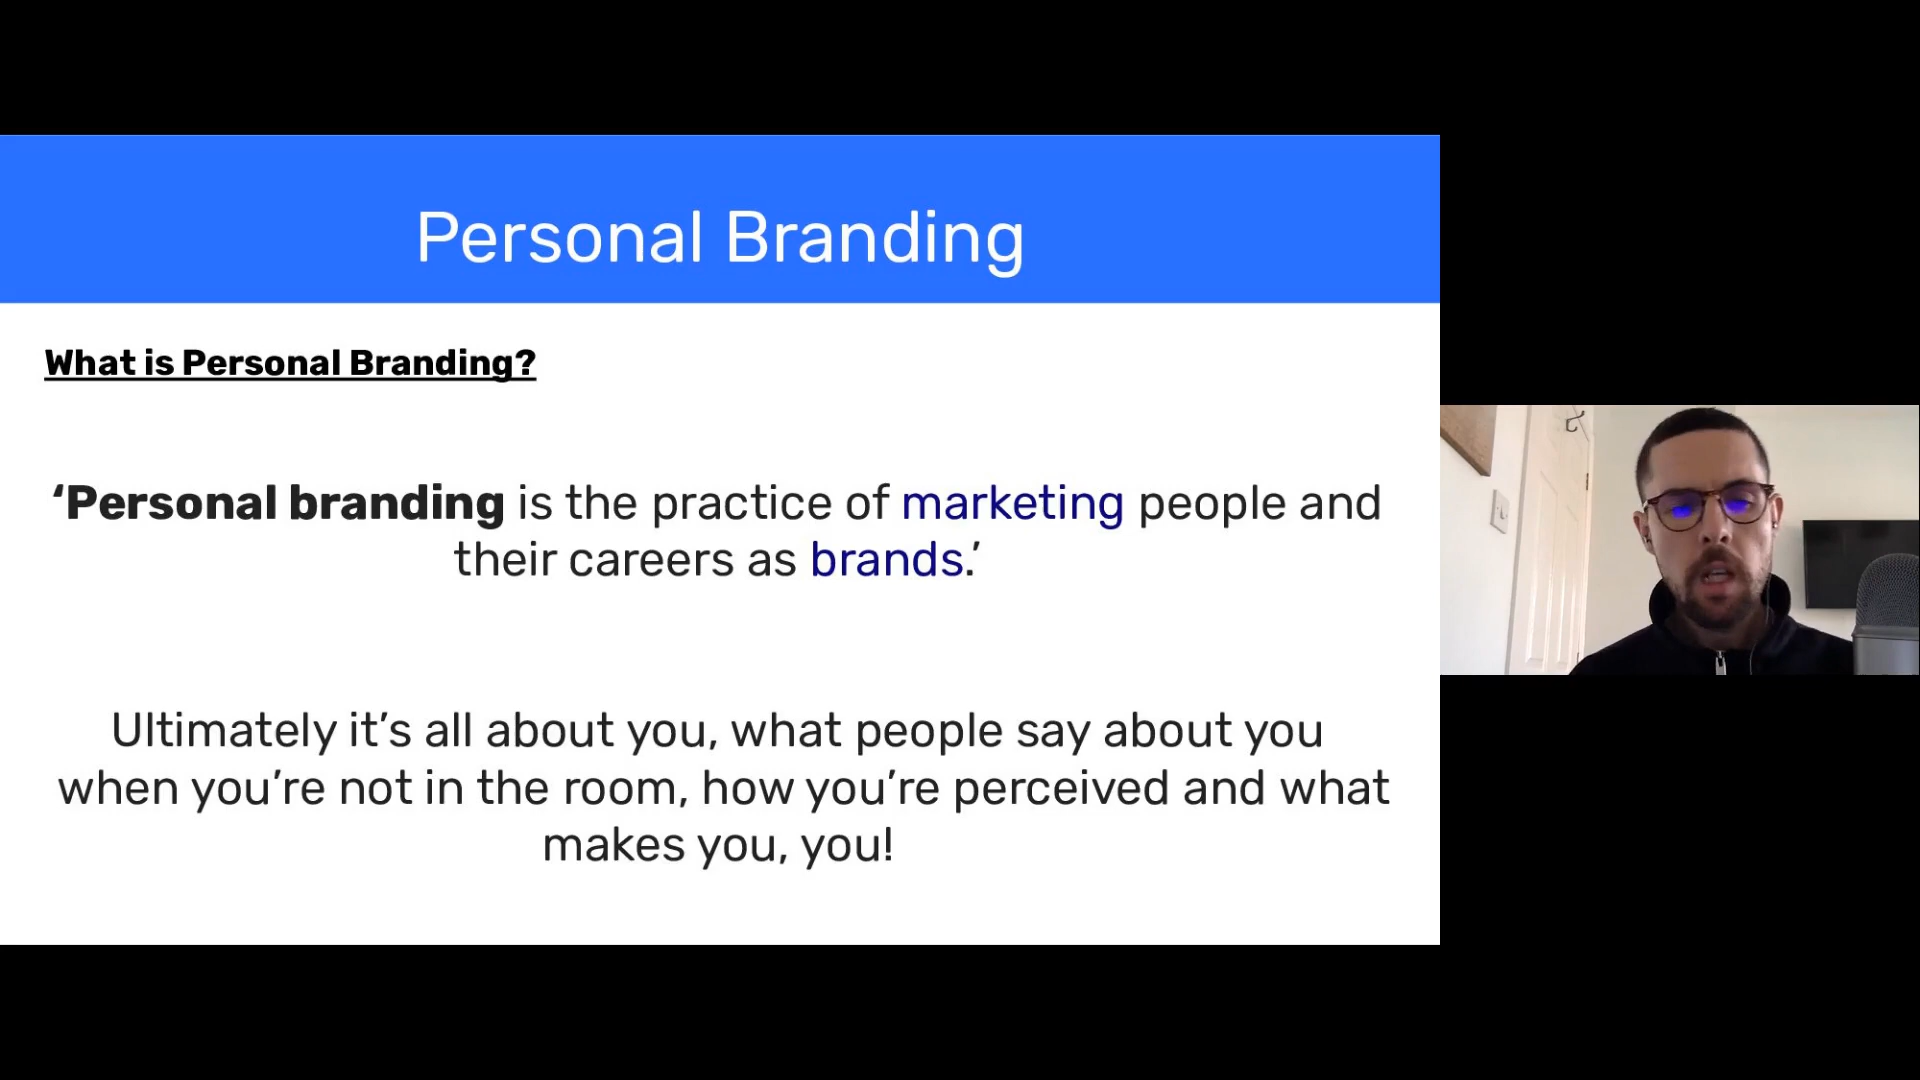 Personal Branding
What is Personal Branding?
‘Personal branding is the practice of marketing people and
their careers as brands.’
Ultimately it’s all about you, what people say about you
when you’re not in the room, how you’re perceived and what
makes you, you!